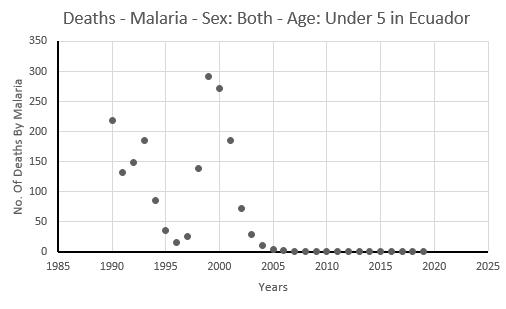 Deaths - Malaria - Sex: Both - Age: Under 5 in Ecuador
350
300
250
200
150
100
50
0
No. Of Deaths By Malaria
1985 1990 1995 2000 2005 2010 2015 2020 2025
Years